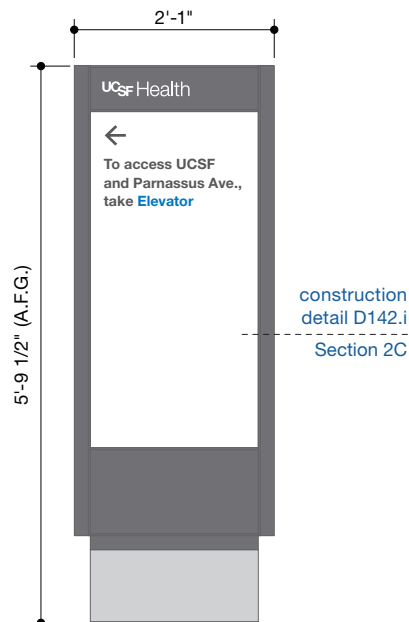 2'-1"
UCSF Health
←
To access UCSF
and Parnassus Ave.,
take Elevator
5'-9 1/2" (A.F.G.)
construction
detail D142.i
Section 2C